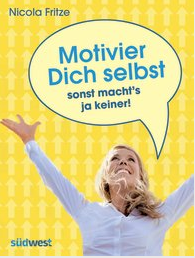 Nicola Fritze
Motivier
Dich selbst
sonst macht's
ja keiner!
südwest